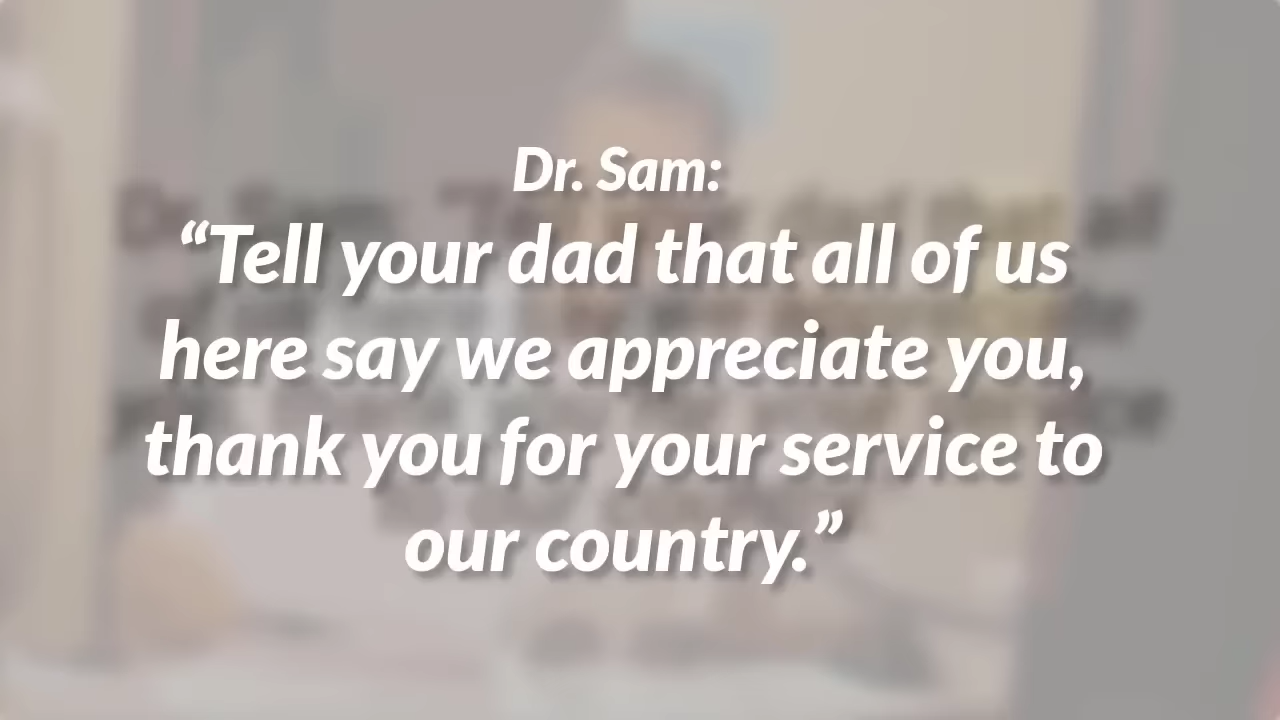 Dr. Sam:
“Tell your dad that all of us
here say we appreciate you,
thank you for your service to
our country.”